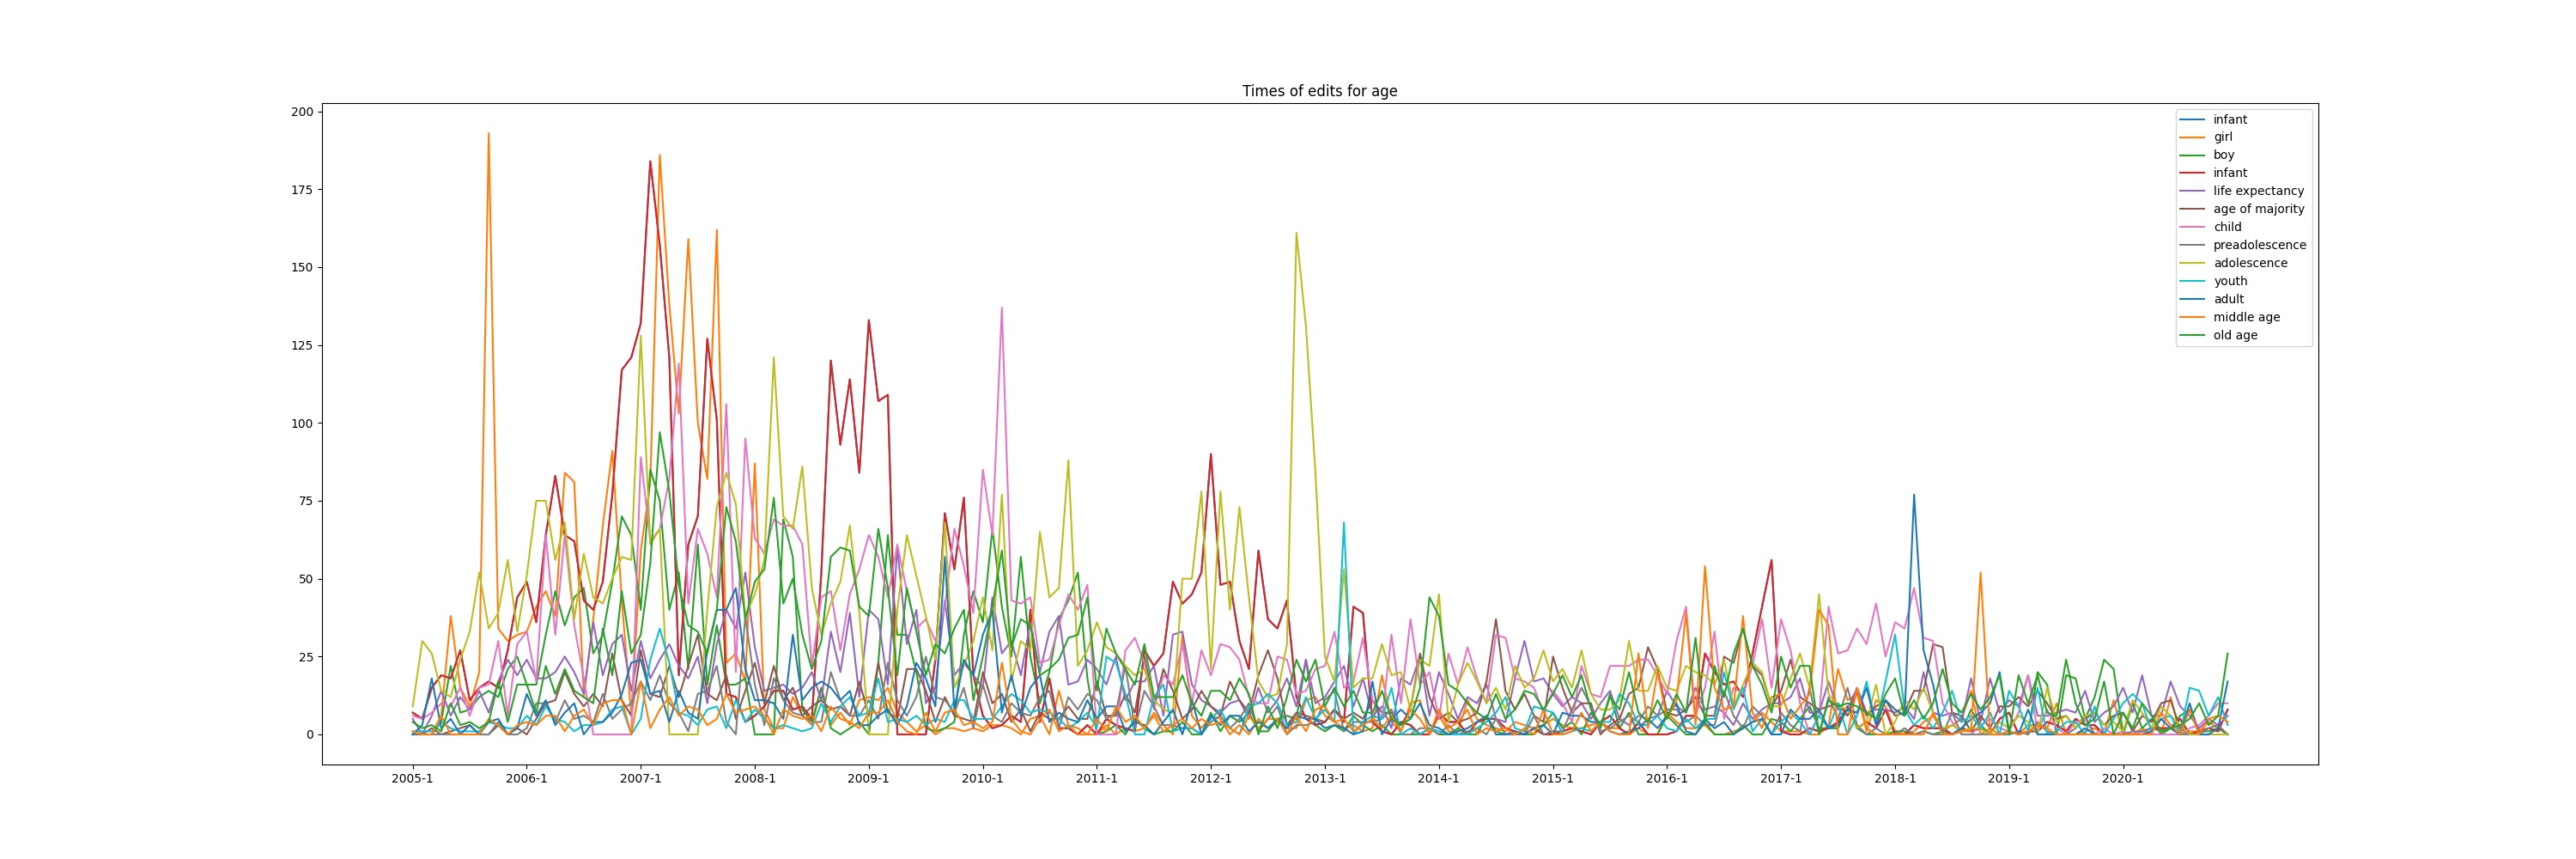 Times of edits for age
200
175
150
125
100
75
50
25
0
infant
girl
boy
infant
life expectancy
age of majority
child
preadolescence
adolescence
youth
adult
middle age
old age
2005-1 2006-1 2007-1 2008-1 2009-1 2010-1 2011-1 2012-1 2013-1 2014-1 2015-1 2016-1 2017-1 2018-1 2019-1 2020-1